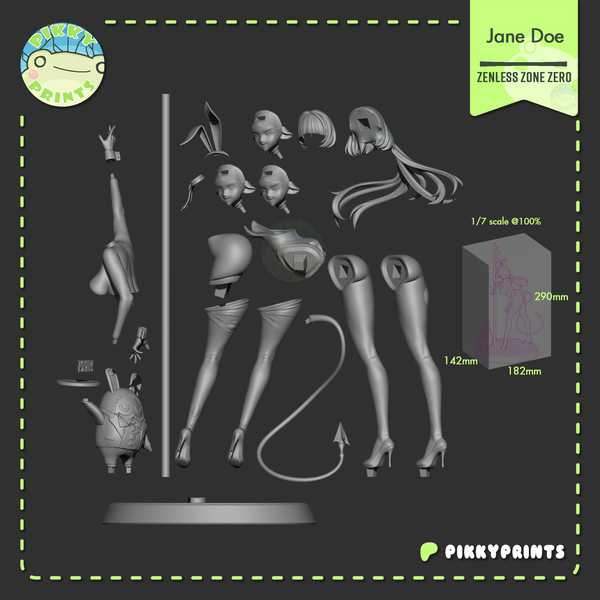 PIKKY
PRINTS
Jane Doe
ZENLESS ZONE ZERO
1/7 scale @100%
290mm
142mm
182mm
PIKKYPRINTS